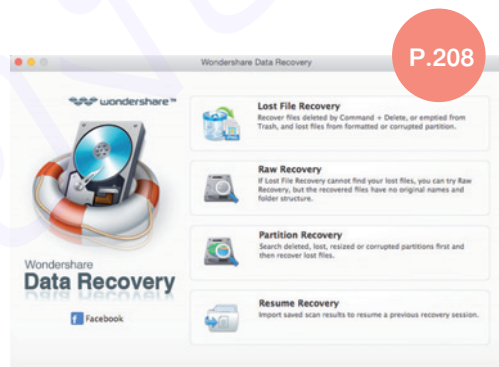 P.208
Wondershare Data Recovery
wondershare™
Lost File Recovery
Recover files deleted by Command + Delete, or emptied from
Trash, and lost files from formatted or corrupted partition.
Raw Recovery
If Lost File Recovery cannot find your lost files, you can try Raw
Recovery, but the recovered files have no original names and
folder structure.
Partition Recovery
Search deleted, lost, resized or corrupted partitions first and
then recover lost files.
Resume Recovery
Import saved scan results to resume a previous recovery session.
Wondershare
Data Recovery
Facebook